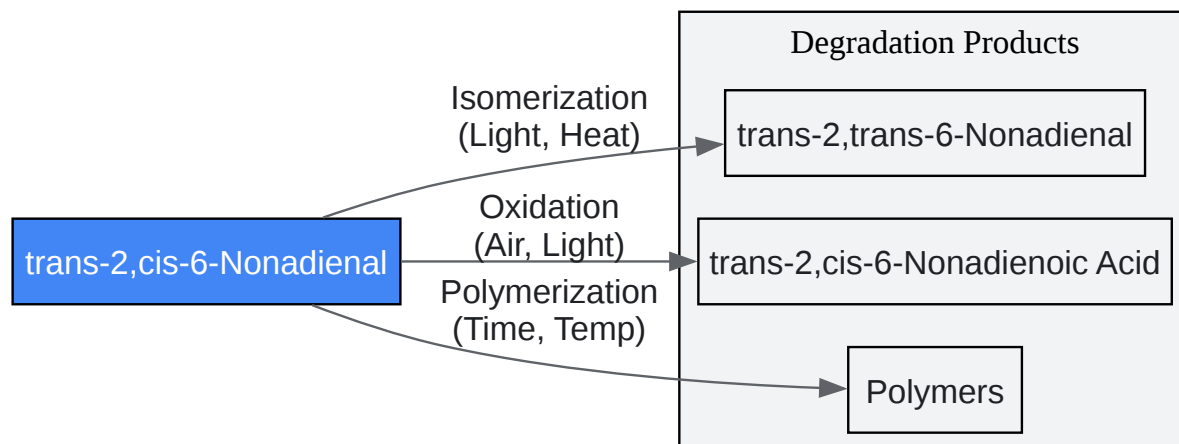 Degradation Products
Isomerization
(Light, Heat)
trans-2,trans-6-Nonadienal
Oxidation
(Air, Light)
trans-2,cis-6-Nonadienal
trans-2,cis-6-Nonadienoic Acid
Polymerization
(Time, Temp)
Polymers